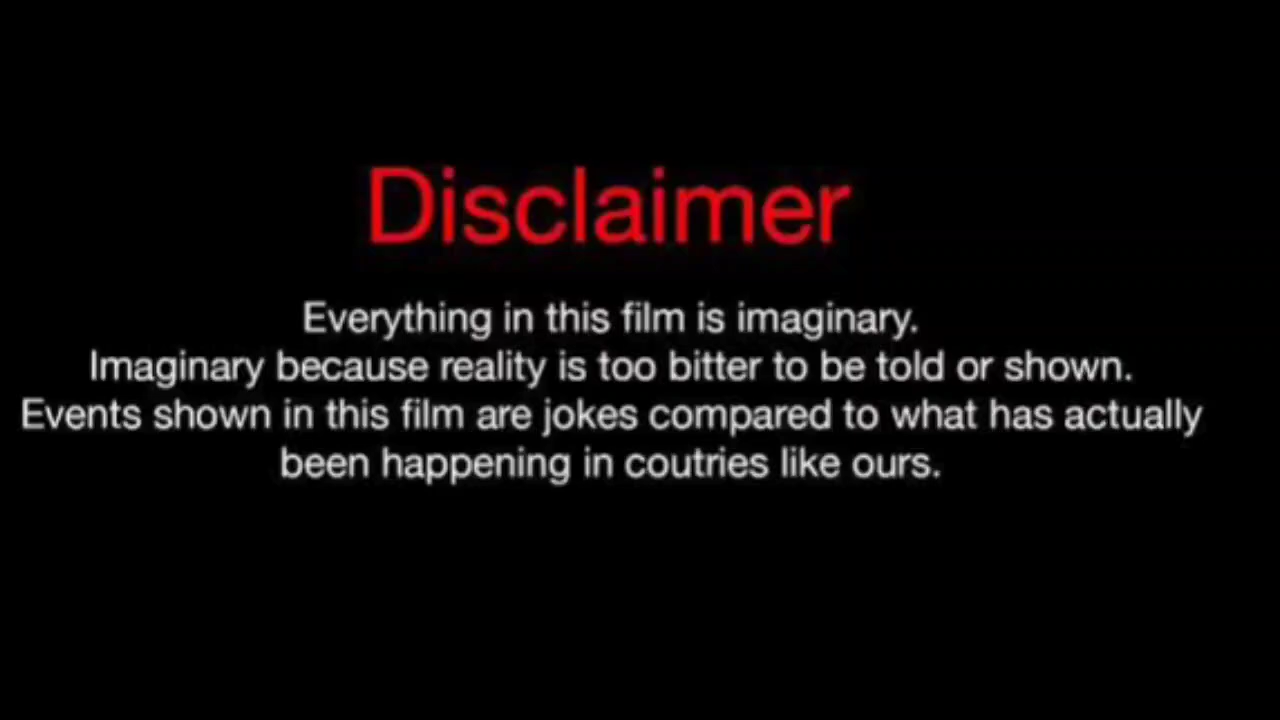 Disclaimer
Everything in this film is imaginary.
Imaginary because reality is too bitter to be told or shown.
Events shown in this film are jokes compared to what has actually
been happening in coutries like ours.